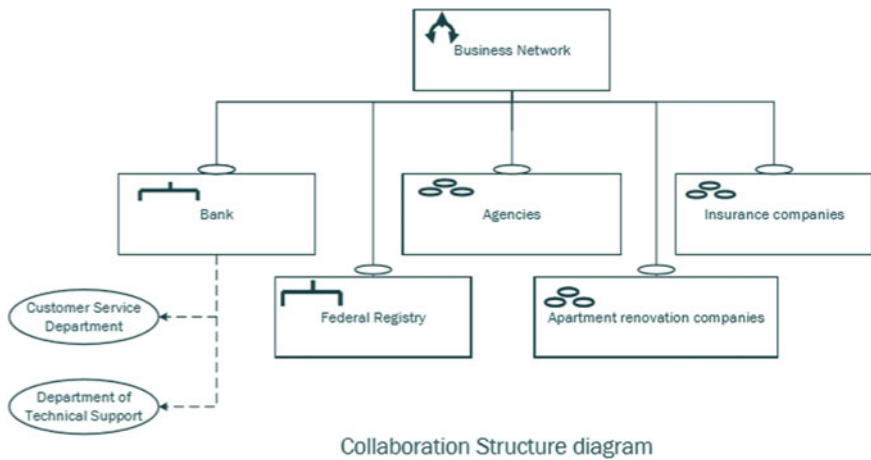 Business Network
Bank
Agencies
Insurance companies
Federal Registry
Apartment renovation companies
Customer Service
Department
Department of
Technical Support
Collaboration Structure diagram